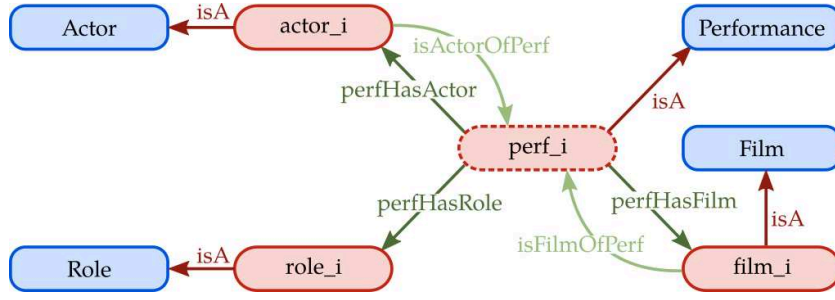 Actor
isA
actor_i
isActorOfPerf
Performance
perfHasActor
isA
perf_i
Film
perfHasRole
perfHasFilm
isA
isFilmOfPerf
Role
isA
role_i
film_i